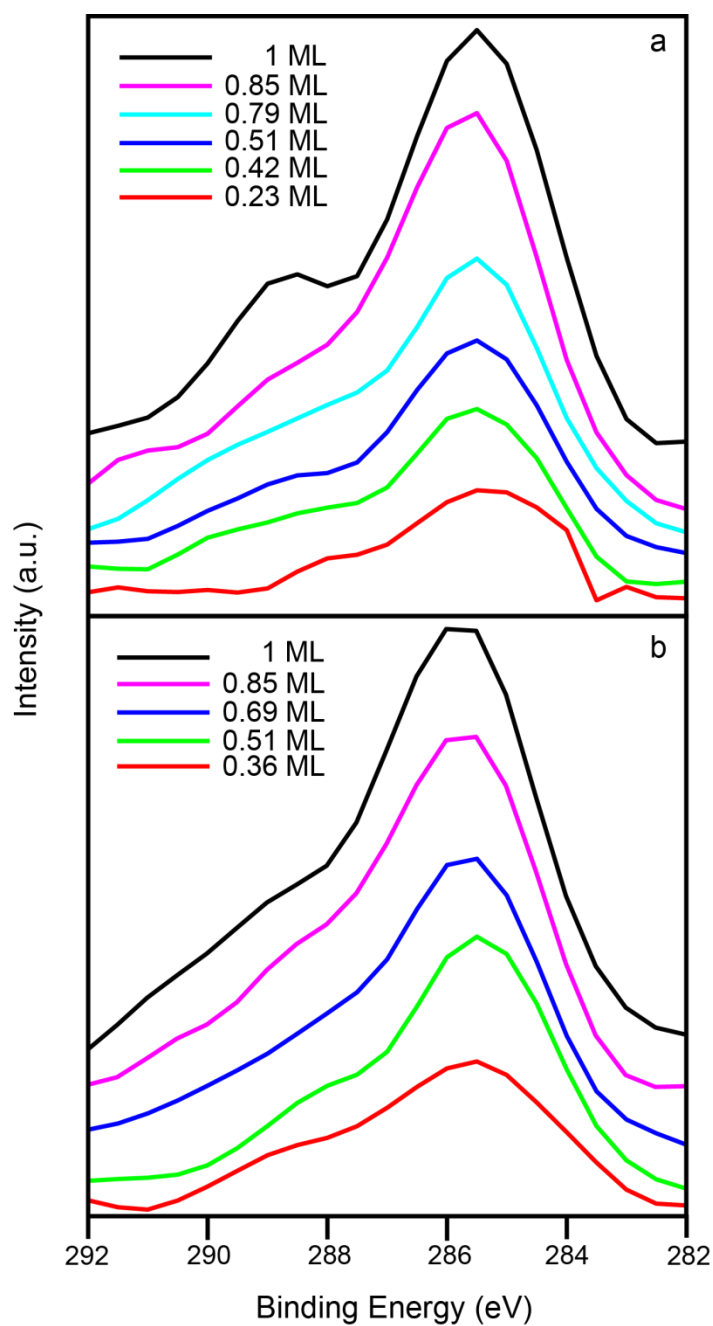 a
1 ML
0.85 ML
0.79 ML
0.51 ML
0.42 ML
0.23 ML
b
1 ML
0.85 ML
0.69 ML
0.51 ML
0.36 ML
Intensity (a.u.)
292 290 288 286 284 282
Binding Energy (eV)